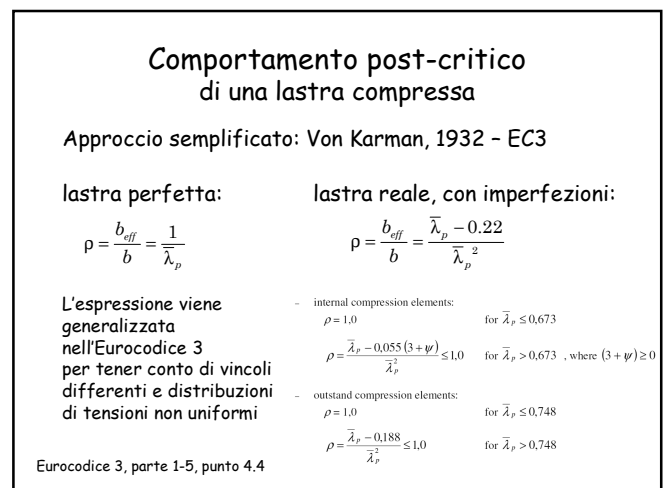 Comportamento post-critico
di una lastra compressa
Approccio semplificato: Von Karman, 1932 – EC3
lastra perfetta:
ρ = b_eff / b = 1 / λ̄_p
lastra reale, con imperfezioni:
ρ = b_eff / b = (λ̄_p − 0.22) / λ̄_p²
L'espressione viene
generalizzata
nell'Eurocodice 3
per tener conto di vincoli
differenti e distribuzioni
di tensioni non uniformi
– internal compression elements:
ρ = 1,0 for λ̄_p ≤ 0,673
ρ = (λ̄_p − 0,055 (3 + ψ)) / λ̄_p² ≤ 1,0 for λ̄_p > 0,673 , where (3 + ψ) ≥ 0
– outstand compression elements:
ρ = 1,0 for λ̄_p ≤ 0,748
ρ = (λ̄_p − 0,188) / λ̄_p² ≤ 1,0 for λ̄_p > 0,748
Eurocodice 3, parte 1-5, punto 4.4